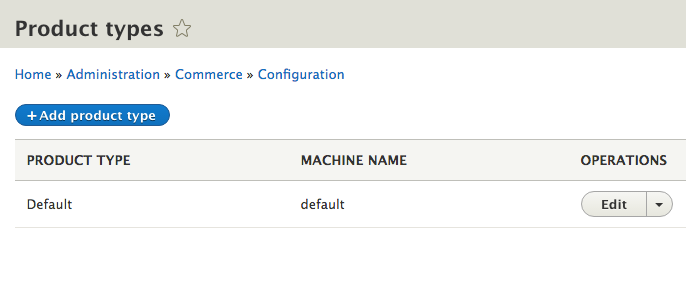 Product types
Home » Administration » Commerce » Configuration
+ Add product type
PRODUCT TYPE MACHINE NAME OPERATIONS
Default default Edit